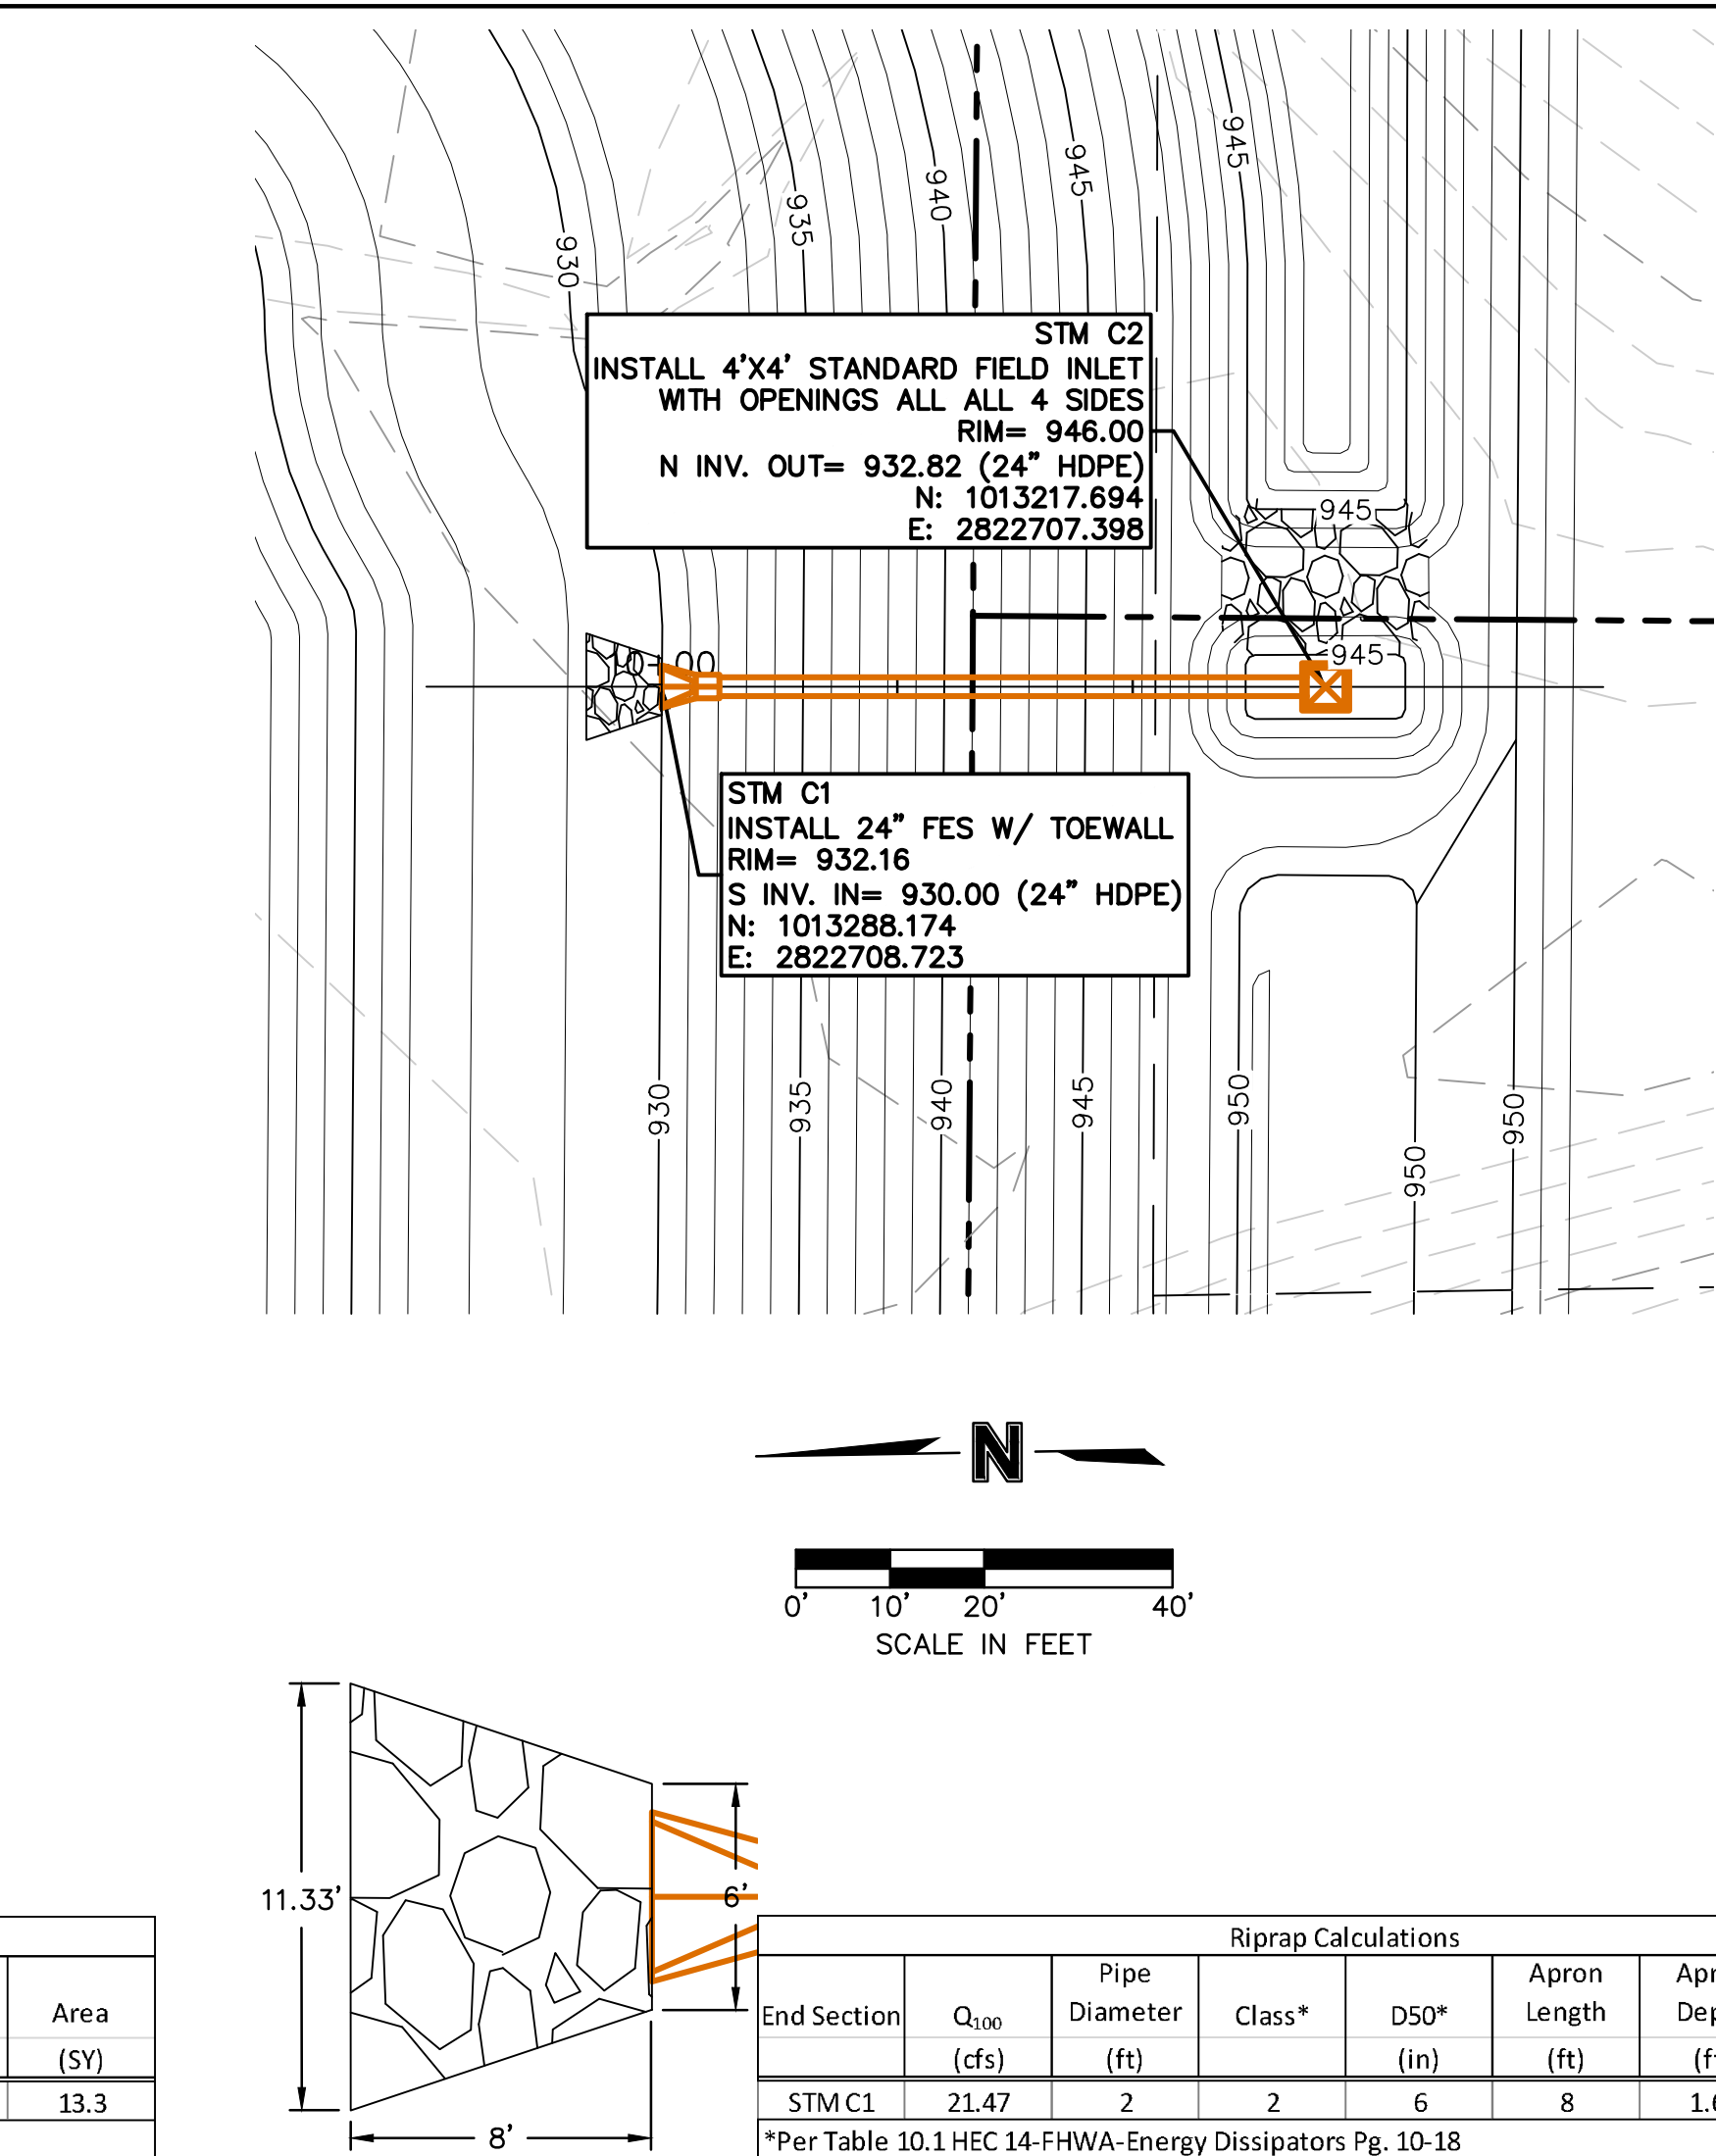 945
945
940
935
930
STM C2
INSTALL 4'X4' STANDARD FIELD INLET
WITH OPENINGS ALL ALL 4 SIDES
RIM= 946.00
N INV. OUT= 932.82 (24" HDPE)
N: 1013217.694
E: 2822707.398
945
945
STM C1
INSTALL 24" FES W/ TOEWALL
RIM= 932.16
S INV. IN= 930.00 (24" HDPE)
N: 1013288.174
E: 2822708.723
930
935
940
945
950
950
950
N
0' 10' 20' 40'
SCALE IN FEET
11.33'
6'
8'
Area
(SY)
13.3
Riprap Calculations
End Section Q100 Pipe Diameter Class* D50* Apron Length
(cfs) (ft) (in) (ft)
STM C1 21.47 2 2 6 8
*Per Table 10.1 HEC 14-FHWA-Energy Dissipators Pg. 10-18